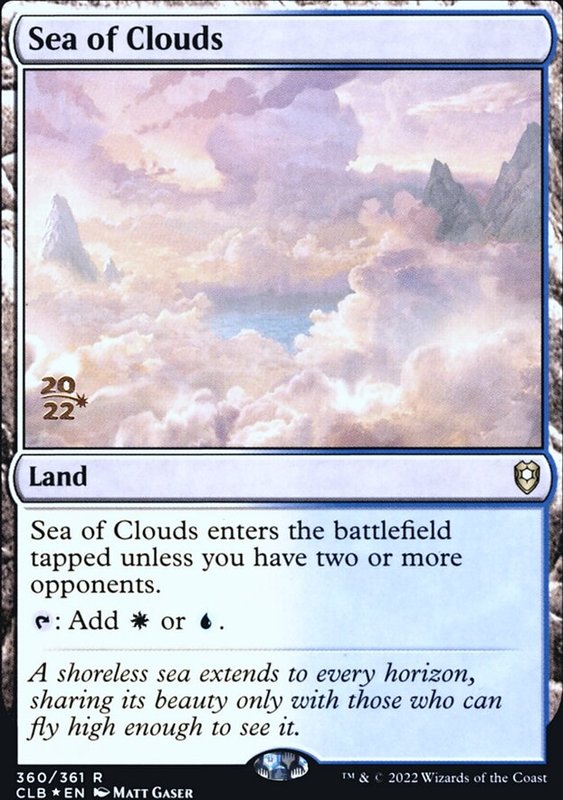 Sea of Clouds
20
22
Land
Sea of Clouds enters the battlefield
tapped unless you have two or more
opponents.
: Add or .
A shoreless sea extends to every horizon,
sharing its beauty only with those who can
fly high enough to see it.
360/361 R
CLB ★ EN Matt Gaser
™ & © 2022 Wizards of the Coast